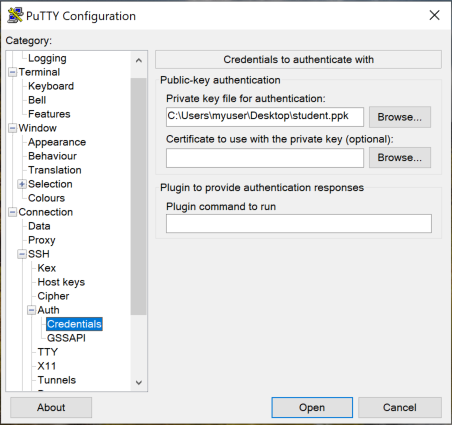 PuTTY Configuration
Category:
Logging
Terminal
Keyboard
Bell
Features
Window
Appearance
Behaviour
Translation
Selection
Colours
Connection
Data
Proxy
SSH
Kex
Host keys
Cipher
Auth
Credentials
GSSAPI
TTY
X11
Tunnels
Credentials to authenticate with
Public-key authentication
Private key file for authentication:
C:\Users\myuser\Desktop\student.ppk
Browse...
Certificate to use with the private key (optional):
Browse...
Plugin to provide authentication responses
Plugin command to run
About
Open
Cancel